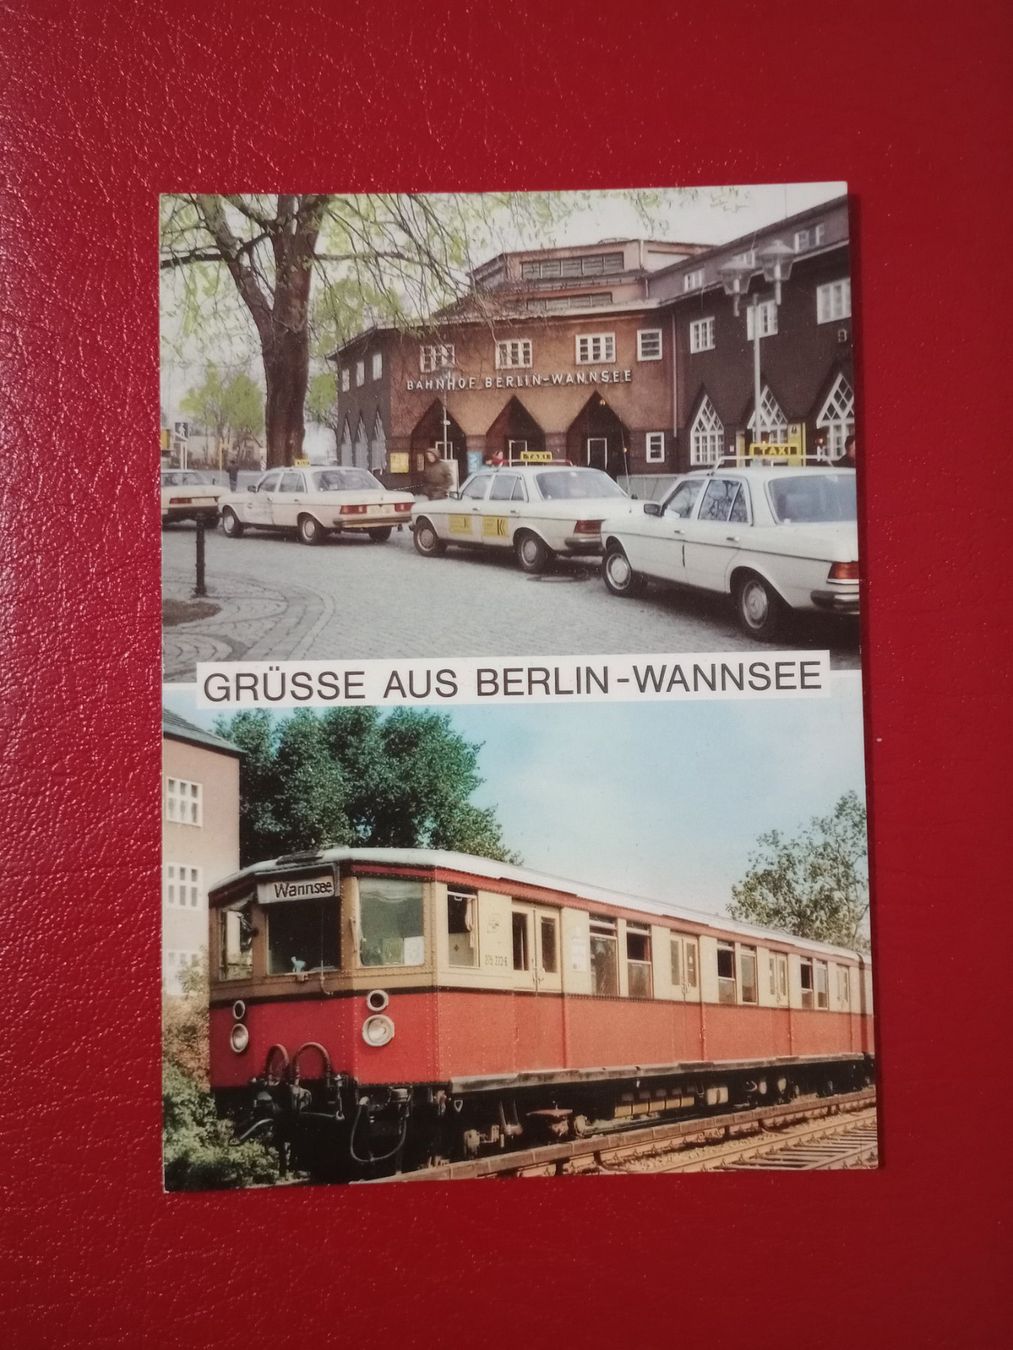 BAHNHOF BERLIN-WANNSEE
TAXI
TAXI
K
GRÜSSE AUS BERLIN-WANNSEE
Wannsee